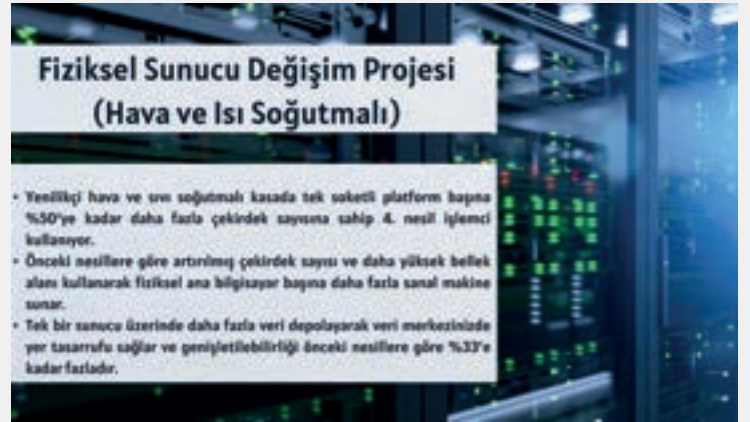 Fiziksel Sunucu Değişim Projesi
(Hava ve Isı Soğutmalı)
• Yenilikçi hava ve sıvı soğutmalı kasada tek soketli platform başına
%50'ye kadar daha fazla çekirdek sayısına sahip 4. nesil işlemci
kullanıyor.
• Önceki nesillere göre artırılmış çekirdek sayısı ve daha yüksek bellek
alanı kullanarak fiziksel ana bilgisayar başına daha fazla sanal makine
sunar.
• Tek bir sunucu üzerinde daha fazla veri depolayarak veri merkezinizde
yer tasarrufu sağlar ve genişletilebilirliği önceki nesillere göre %33'e
kadar fazladır.